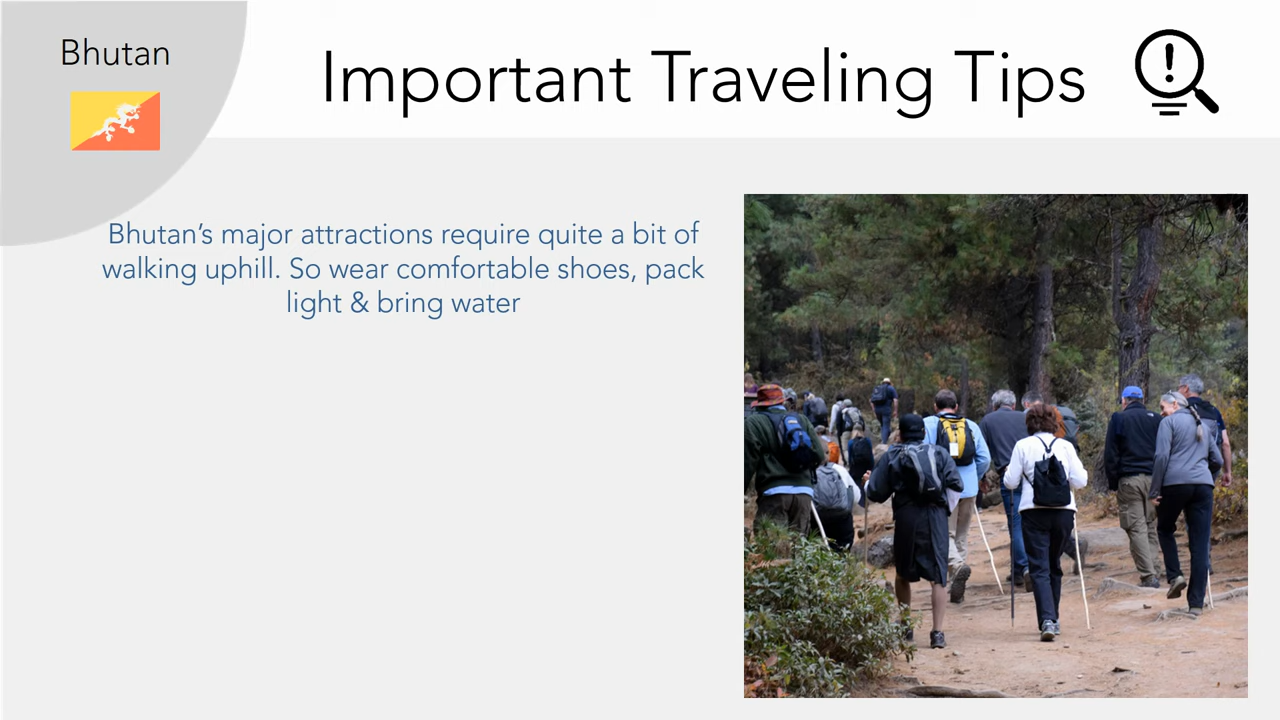 Bhutan
Important Traveling Tips
Bhutan’s major attractions require quite a bit of
walking uphill. So wear comfortable shoes, pack
light & bring water